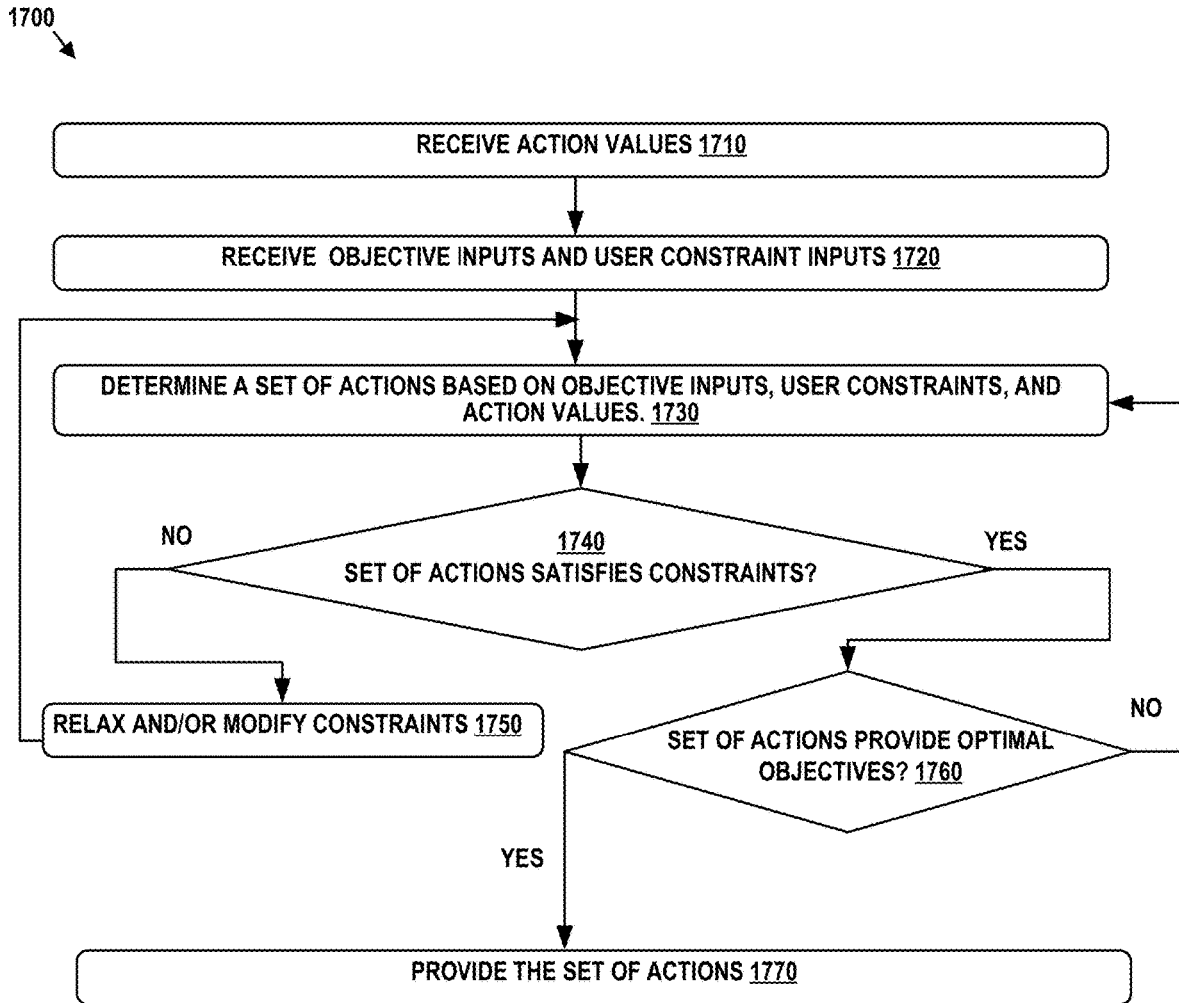 1700
RECEIVE ACTION VALUES 1710
RECEIVE OBJECTIVE INPUTS AND USER CONSTRAINT INPUTS 1720
DETERMINE A SET OF ACTIONS BASED ON OBJECTIVE INPUTS, USER CONSTRAINTS, AND
ACTION VALUES. 1730
NO
1740
YES
SET OF ACTIONS SATISFIES CONSTRAINTS?
RELAX AND/OR MODIFY CONSTRAINTS 1750
NO
SET OF ACTIONS PROVIDE OPTIMAL
OBJECTIVES? 1760
YES
PROVIDE THE SET OF ACTIONS 1770